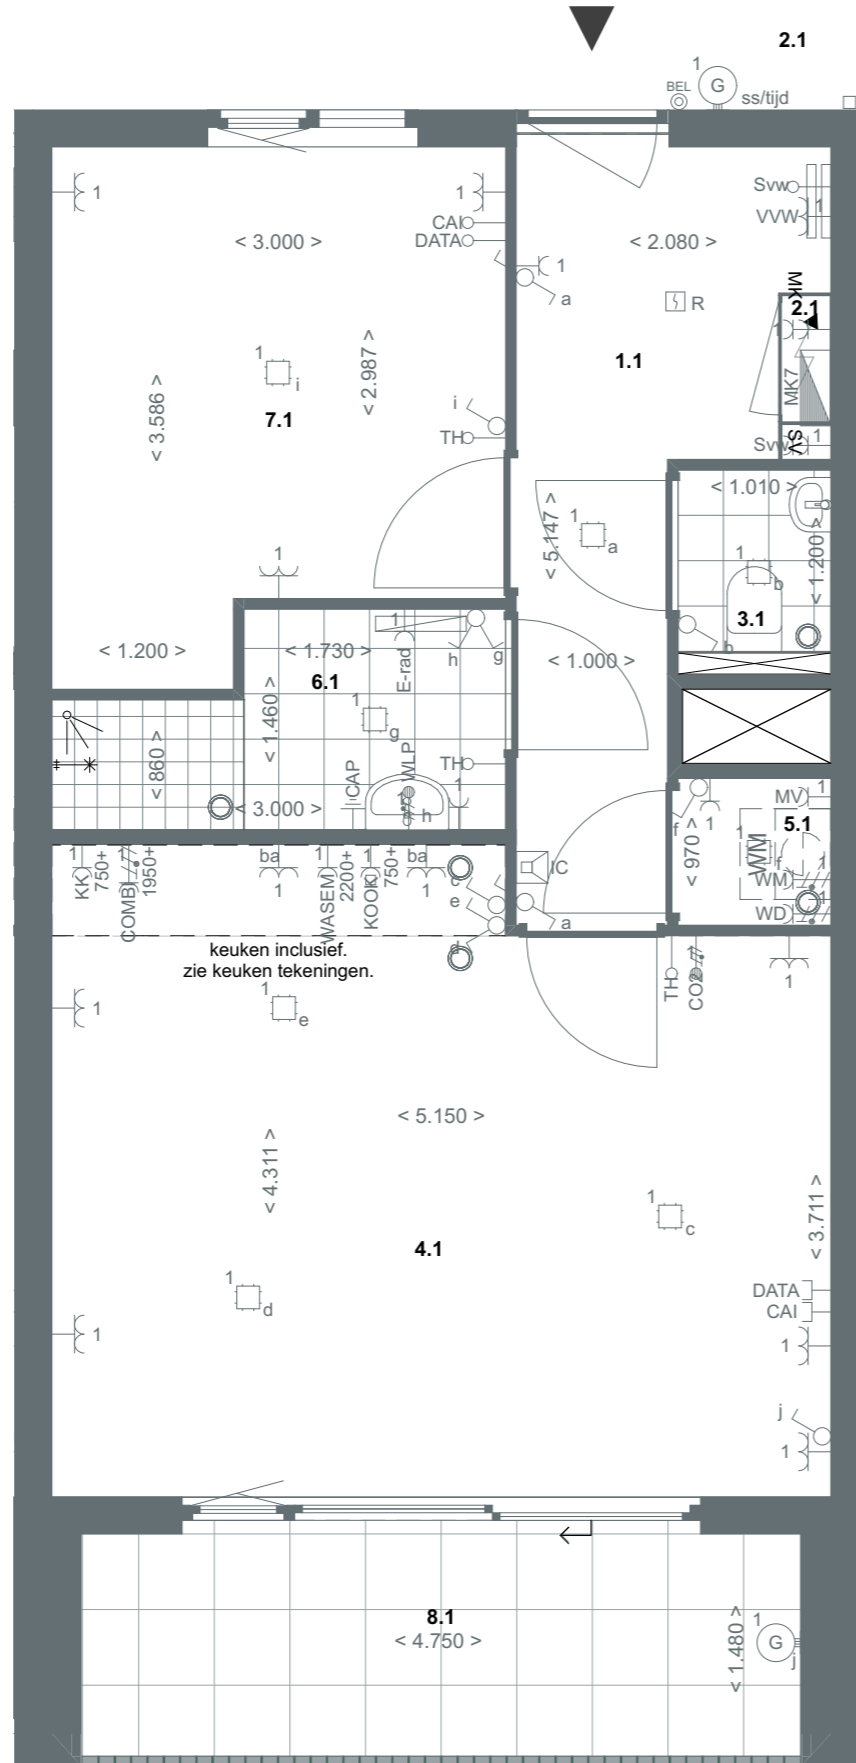 2.1
1
G
BEL
ss/tijd
1
1
Svw
VVW
1
CAI
DATA
< 3.000 >
< 2.080 >
1
a
R
MK
2.1
1
1.1
1
i
7.1
< 2.987 >
< 3.586 >
MK7
i
TH
SV
Svw
1
< 1.010 >
< 5.147 >
1
a
1
b
< 1.200 >
3.1
b
1
1
h
g
< 1.200 >
< 1.730 >
6.1
E-rad
< 1.000 >
< 1.460 >
1
g
< 860 >
CAP
WLP
TH
1
h
< 3.000 >
MV
1
5.1
f
1
< 970 >
1
WM
f
WM
1
WD
1
IC
a
1
KK
750+
1
COMBI
1950+
ba
1
1
WASEM
2200+
1
KOOK
750+
ba
1
c
e
d
keuken inclusief.
zie keuken tekeningen.
TH
CO2
1
1
1
e
< 5.150 >
< 4.311 >
1
c
< 3.711 >
4.1
1
d
DATA
CAI
1
1
j
1
8.1
< 4.750 >
< 1.480 >
1
G
j